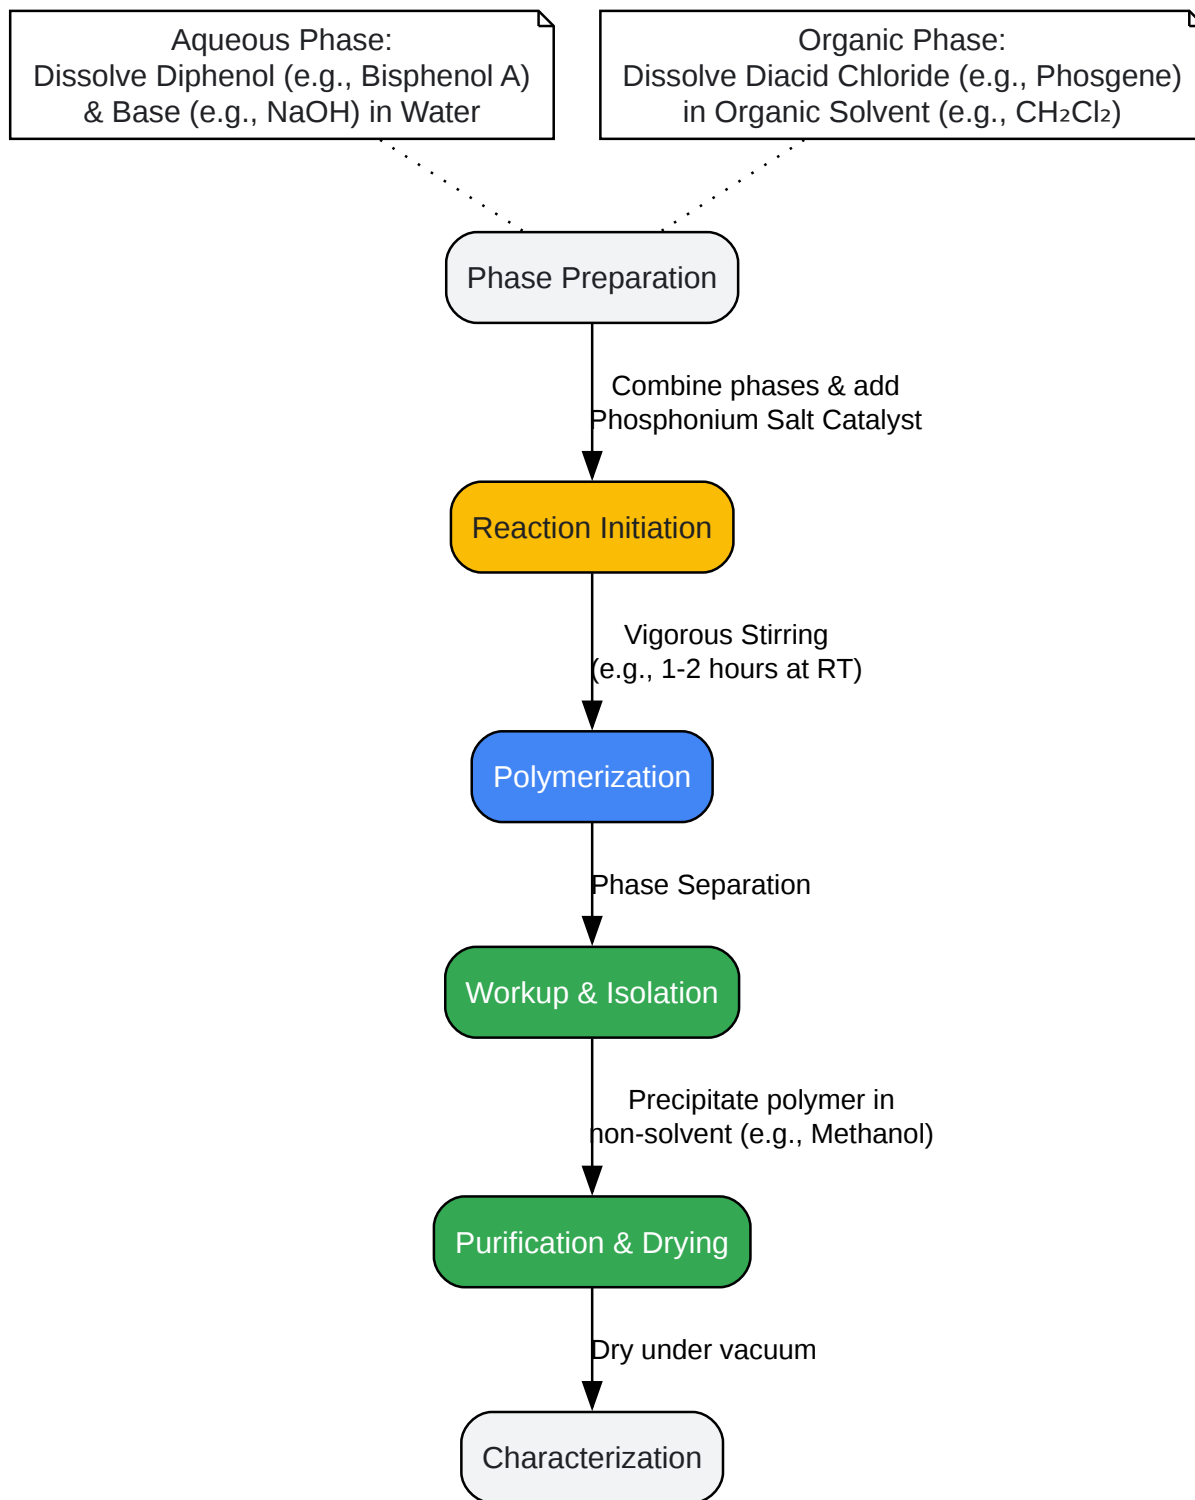 Aqueous Phase:
Dissolve Diphenol (e.g., Bisphenol A)
& Base (e.g., NaOH) in Water
Organic Phase:
Dissolve Diacid Chloride (e.g., Phosgene)
in Organic Solvent (e.g., CH₂Cl₂)
Phase Preparation
Combine phases & add
Phosphonium Salt Catalyst
Reaction Initiation
Vigorous Stirring
(e.g., 1-2 hours at RT)
Polymerization
Phase Separation
Workup & Isolation
Precipitate polymer in
non-solvent (e.g., Methanol)
Purification & Drying
Dry under vacuum
Characterization